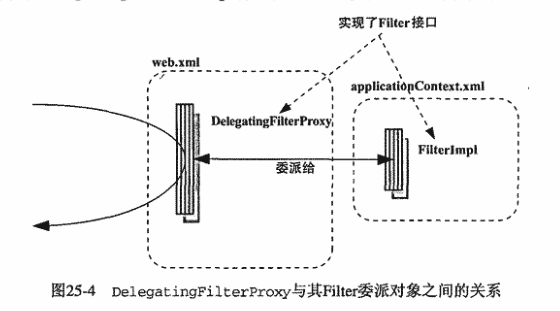 实现了Filter接口
web.xml
applicationContext.xml
DelegatingFilterProxy
FilterImpl
委派给
图25-4 DelegatingFilterProxy与其Filter委派对象之间的关系